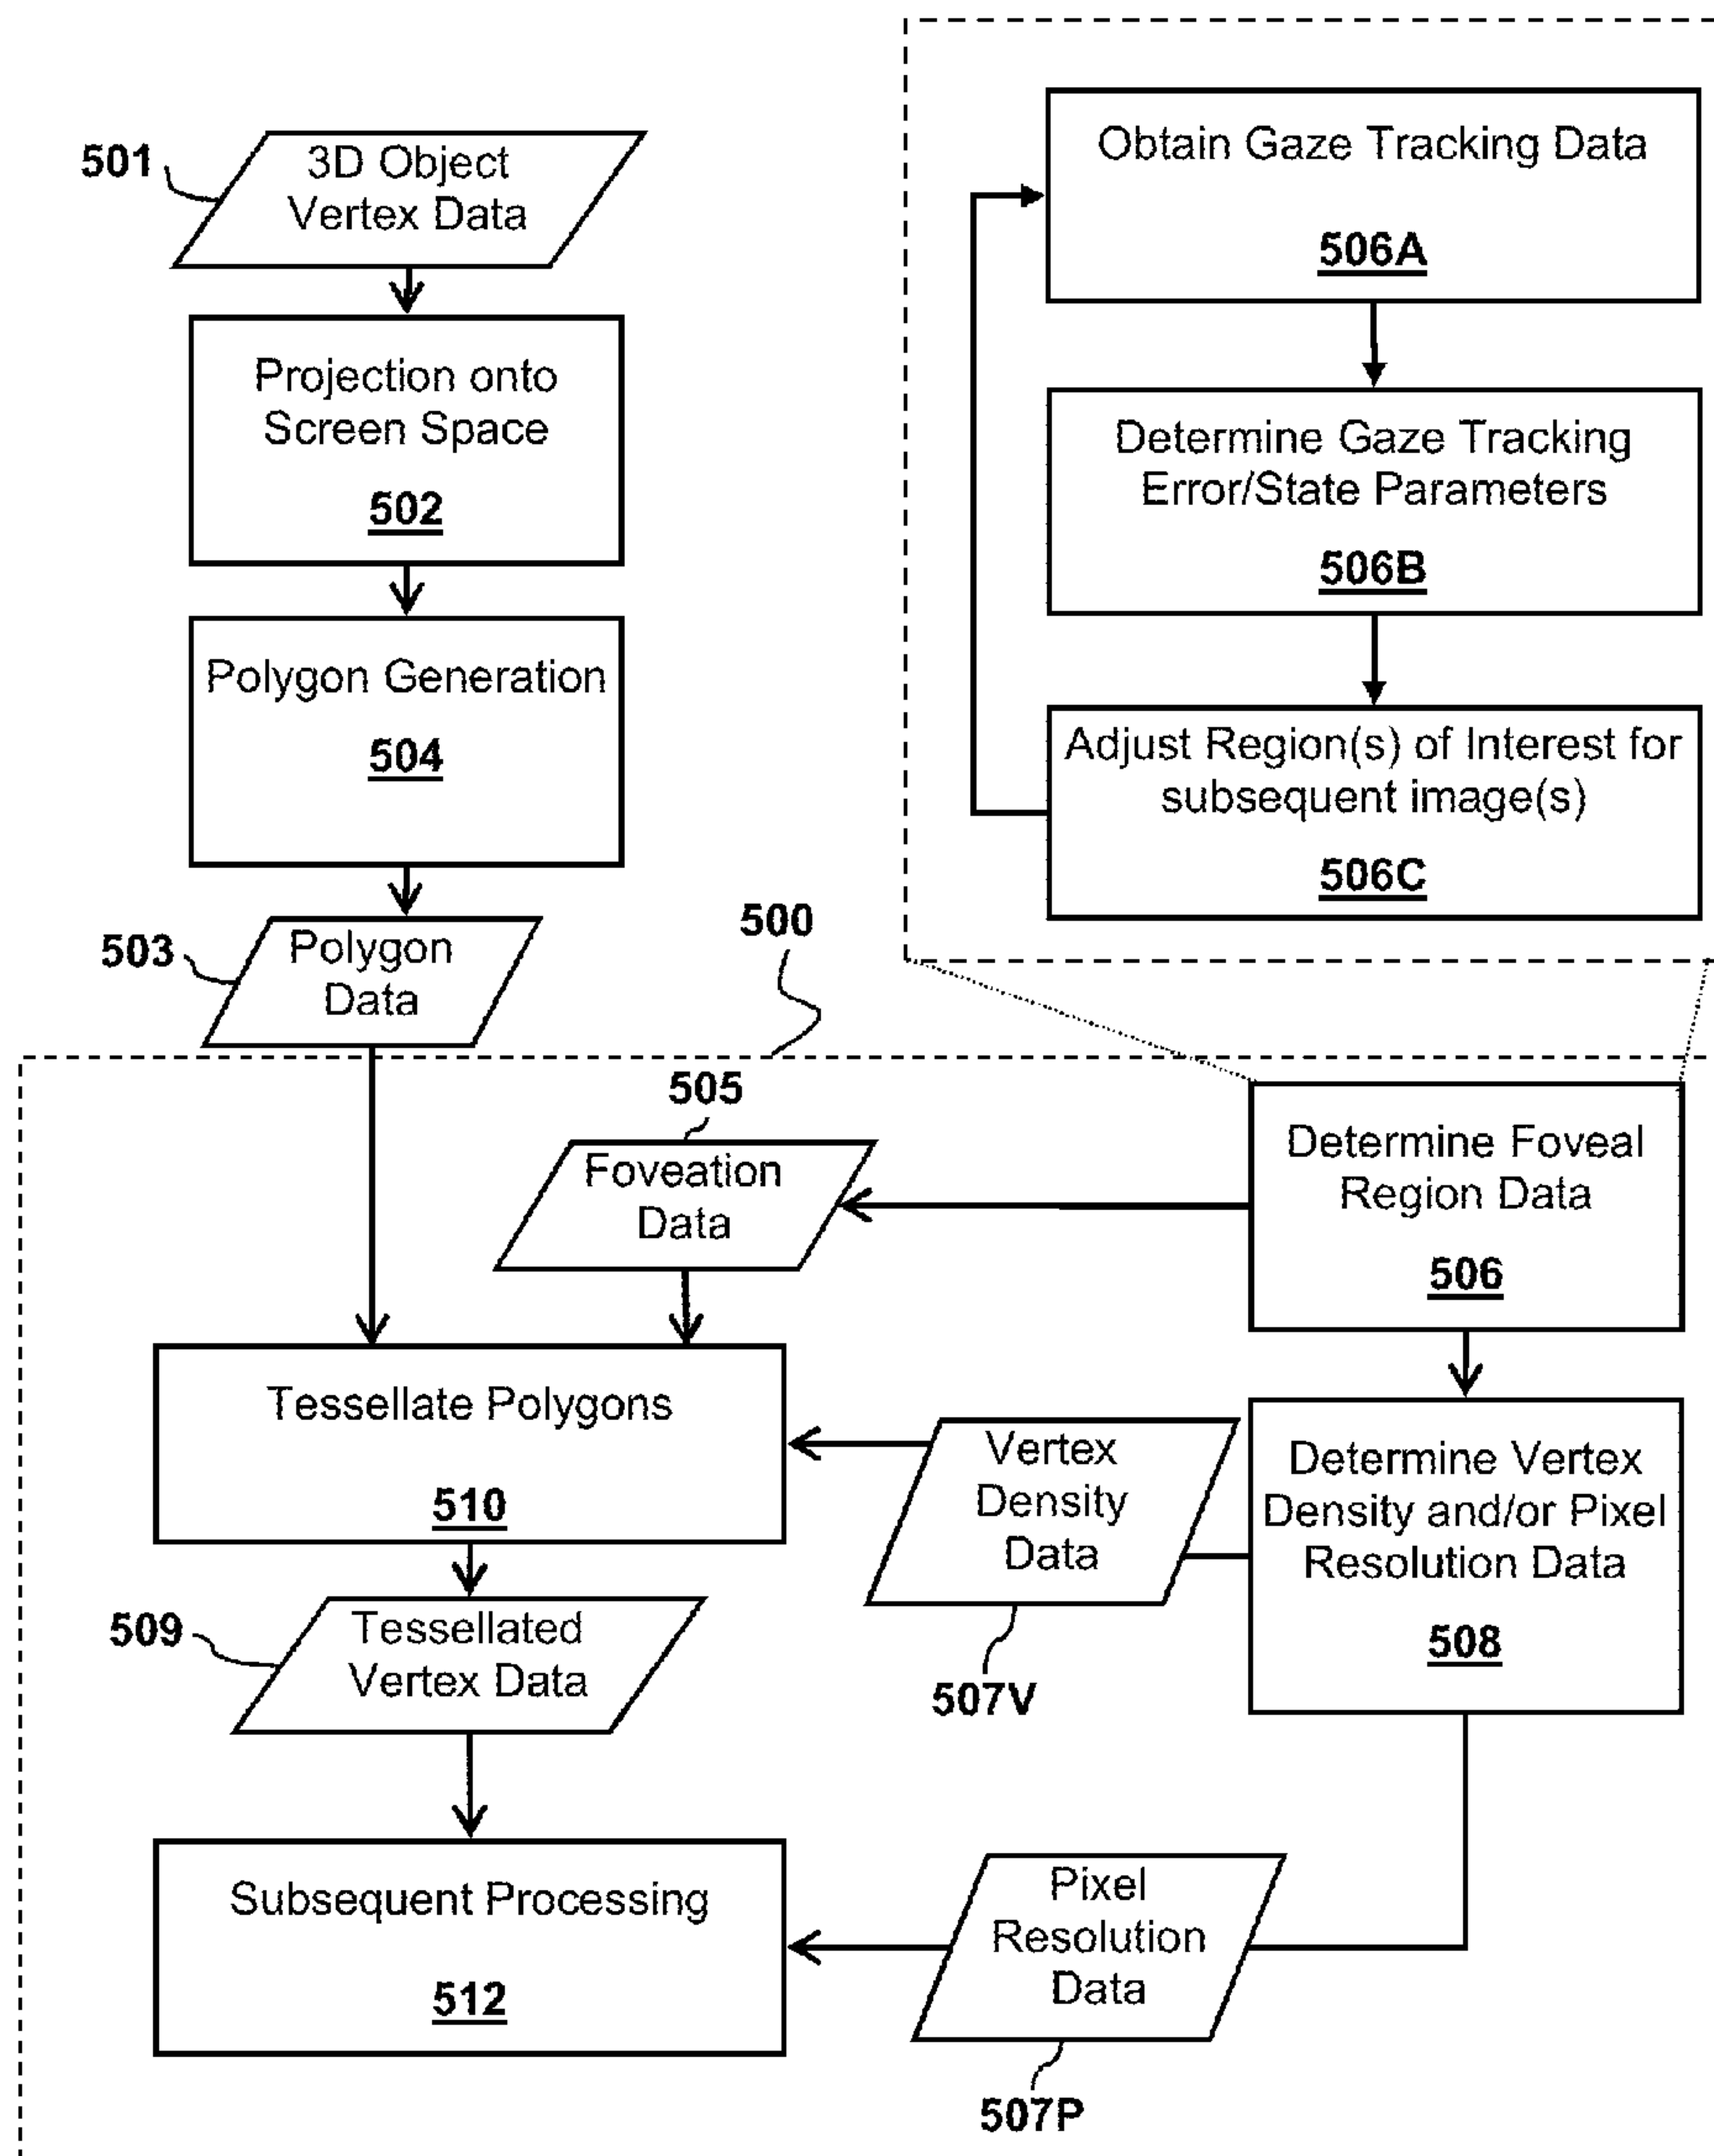 501
3D Object
Vertex Data
Projection onto
Screen Space
502
Polygon Generation
504
503
Polygon
Data
Obtain Gaze Tracking Data
506A
Determine Gaze Tracking
Error/State Parameters
506B
Adjust Region(s) of Interest for
subsequent image(s)
506C
500
505
Foveation
Data
Determine Foveal
Region Data
506
Tessellate Polygons
510
Vertex
Density
Data
507V
Determine Vertex
Density and/or Pixel
Resolution Data
508
509
Tessellated
Vertex Data
Subsequent Processing
512
Pixel
Resolution
Data
507P